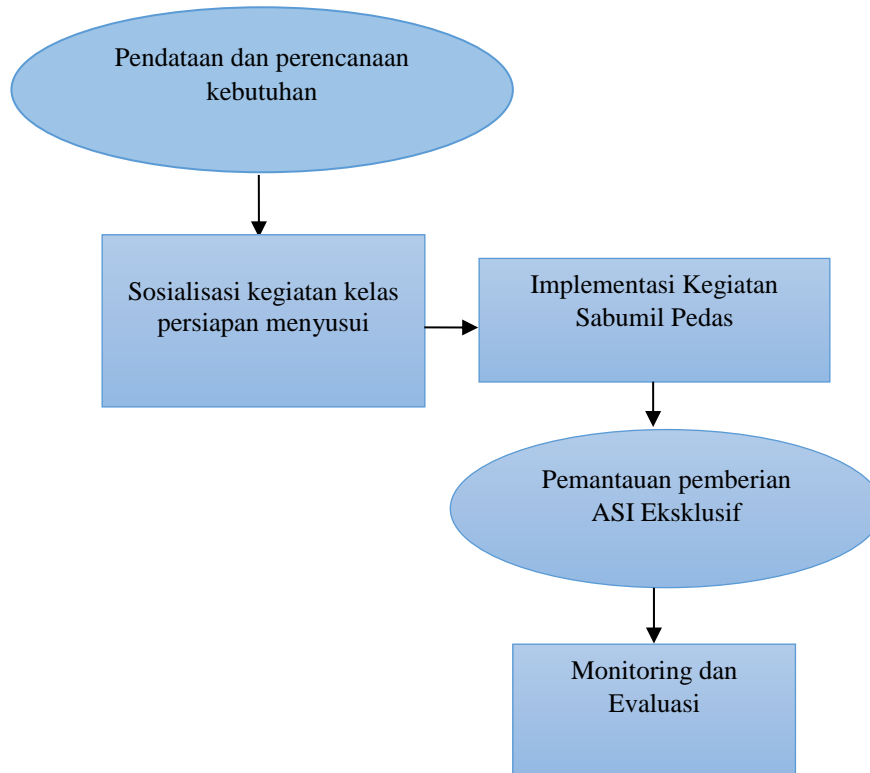 Pendataan dan perencanaan
kebutuhan
Sosialisasi kegiatan kelas
persiapan menyusui
Implementasi Kegiatan
Sabumil Pedas
Pemantauan pemberian
ASI Eksklusif
Monitoring dan
Evaluasi